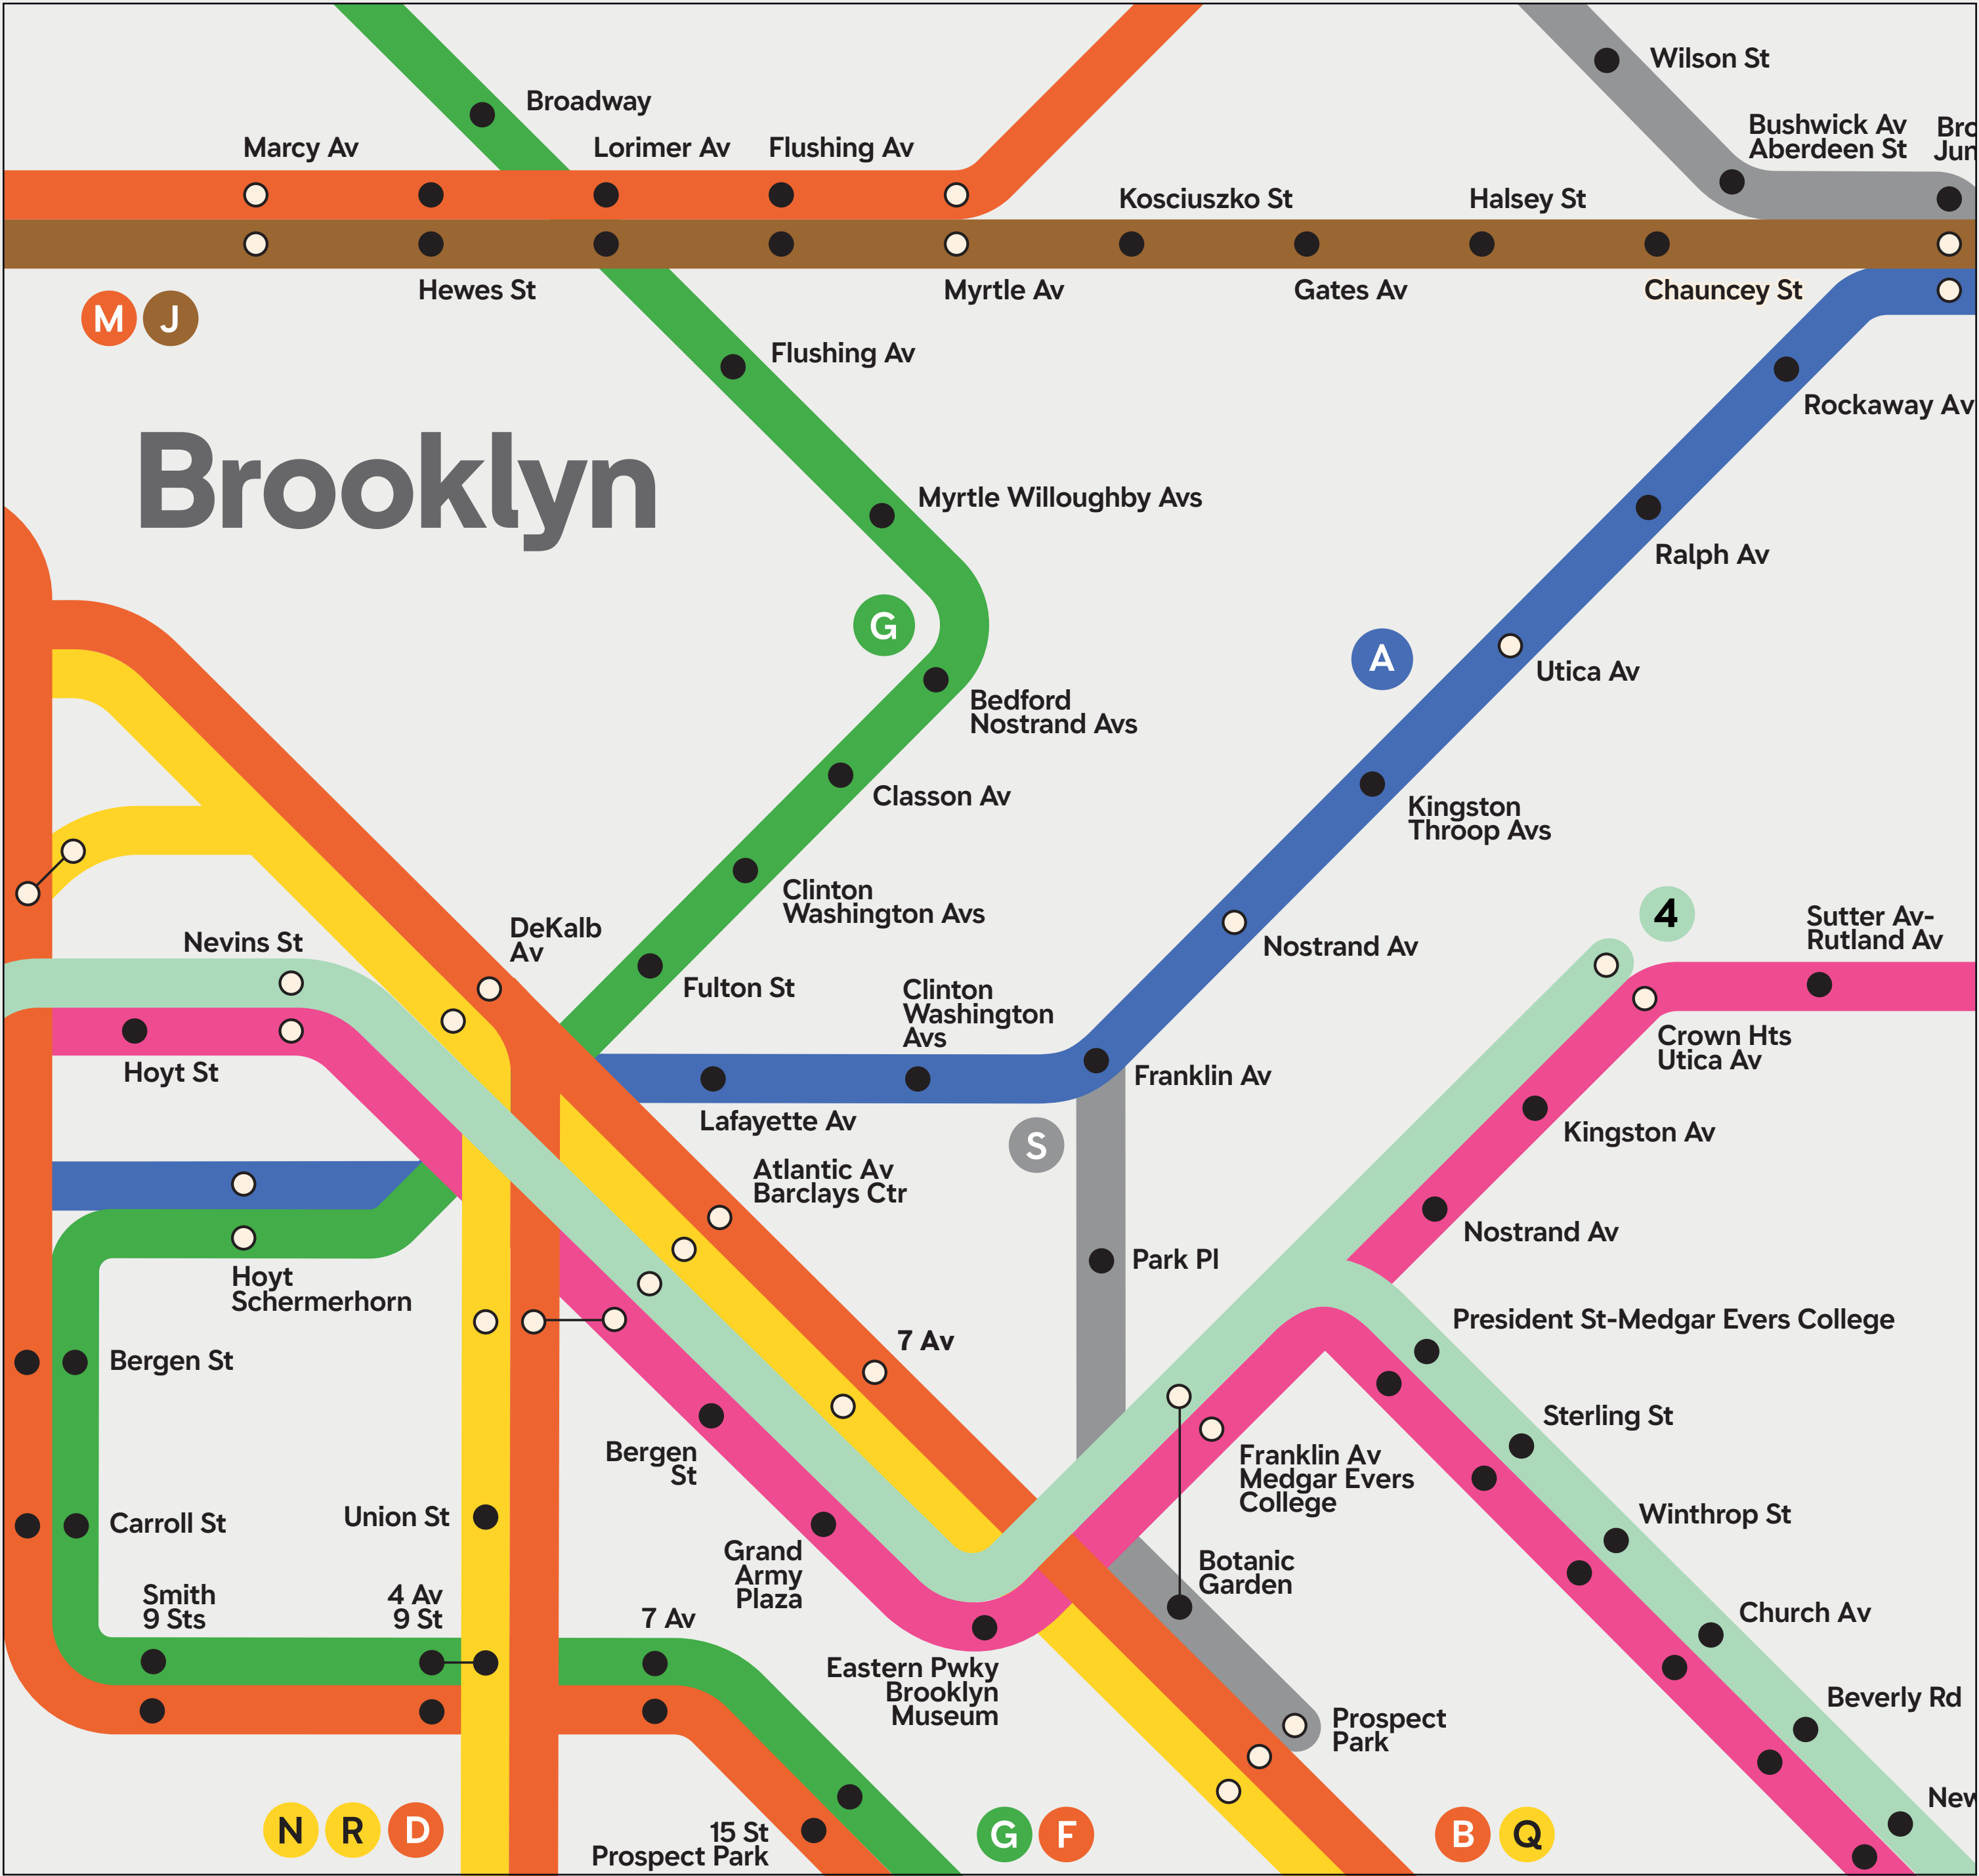 Wilson St
Broadway
Bushwick Av
Aberdeen St
Bro
Jun
Marcy Av
Lorimer Av
Flushing Av
Kosciuszko St
Halsey St
Hewes St
Myrtle Av
Gates Av
Chauncey St
M J
Flushing Av
Rockaway Av
Brooklyn
Myrtle Willoughby Avs
Ralph Av
G
A
Utica Av
Bedford
Nostrand Avs
Classon Av
Kingston
Throop Avs
Clinton
Washington Avs
4
Sutter Av-
Rutland Av
DeKalb
Av
Nevins St
Nostrand Av
Fulton St
Clinton
Washington
Avs
Crown Hts
Utica Av
Hoyt St
Franklin Av
Lafayette Av
Kingston Av
S
Atlantic Av
Barclays Ctr
Nostrand Av
Park Pl
Hoyt
Schermerhorn
President St-Medgar Evers College
7 Av
Bergen St
Sterling St
Bergen
St
Franklin Av
Medgar Evers
College
Union St
Carroll St
Winthrop St
Grand
Army
Plaza
Botanic
Garden
Smith
9 Sts
4 Av
9 St
7 Av
Church Av
Eastern Pwky
Brooklyn
Museum
Beverly Rd
Prospect
Park
New
N R D
15 St
Prospect Park
G F
B Q